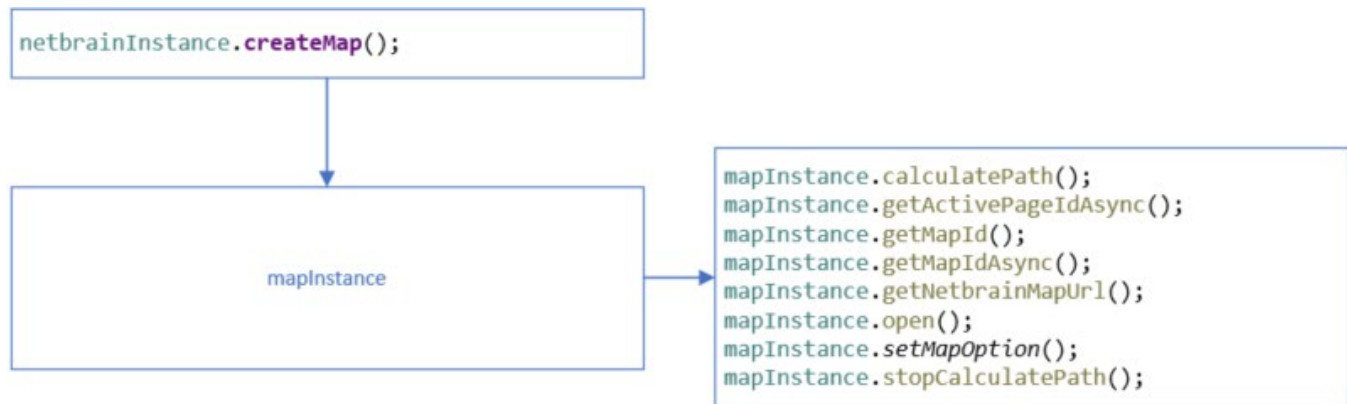 netbrainInstance.createMap();
mapInstance
mapInstance.calculatePath();
mapInstance.getActivePageIdAsync();
mapInstance.getMapId();
mapInstance.getMapIdAsync();
mapInstance.getNetbrainMapUrl();
mapInstance.open();
mapInstance.setMapOption();
mapInstance.stopCalculatePath();